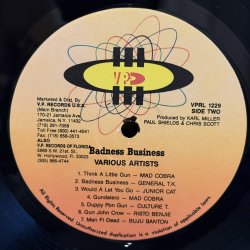 VP
Marketed & Dist. By
V.P. RECORDS U.S.A.
(Main Branch)
170-21 Jamaica Ave.
Jamaica, N.Y. 11432
Tel: (718) 291-7058
Toll Free (800) 441-4041
Fax: (718) 658-3573
ALSO
V.P. RECORDS OF FLORIDA
5893 S.W. 21st St.,
W. Hollywood, FL 33023
(305) 966-4744
VPRL 1229
SIDE TWO
Produced by KARL MILLER
PAUL SHIELDS & CHRIS SCOTT
Badness Business
VARIOUS ARTISTS
1. Think A Little Gun — MAD COBRA
2. Badness Business — GENERAL T.K.
3. Would A Let You Go — JUNIOR CAT
4. Gundelero — MAD COBRA
5. Duppy Pon Gun — CULTURE T
6. Gun John Crow — RISTO BENJIE
7. Man Fi Dead — BUJU BANTON
Unauthorized duplication is a violation of applicable laws